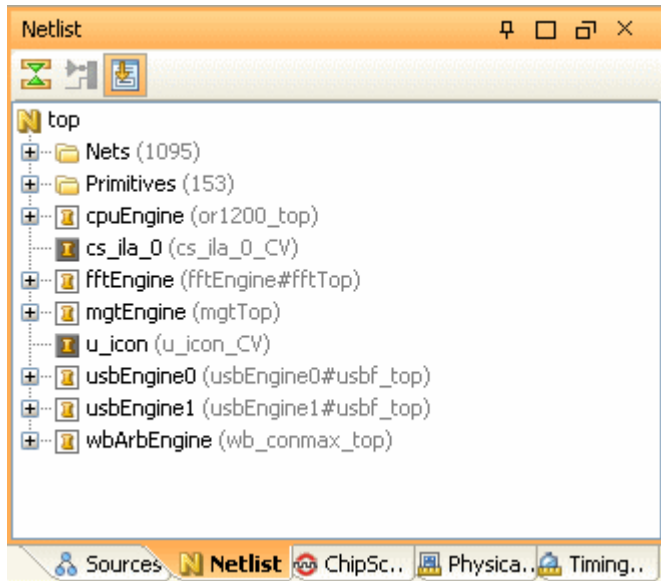 Netlist
top
Nets (1095)
Primitives (153)
cpuEngine (or1200_top)
cs_ila_0 (cs_ila_0_CV)
fftEngine (fftEngine#fftTop)
mgtEngine (mgtTop)
u_icon (u_icon_CV)
usbEngine0 (usbEngine0#usbf_top)
usbEngine1 (usbEngine1#usbf_top)
wbArbEngine (wb_conmax_top)
Sources Netlist ChipSc.. Physica.. Timing..